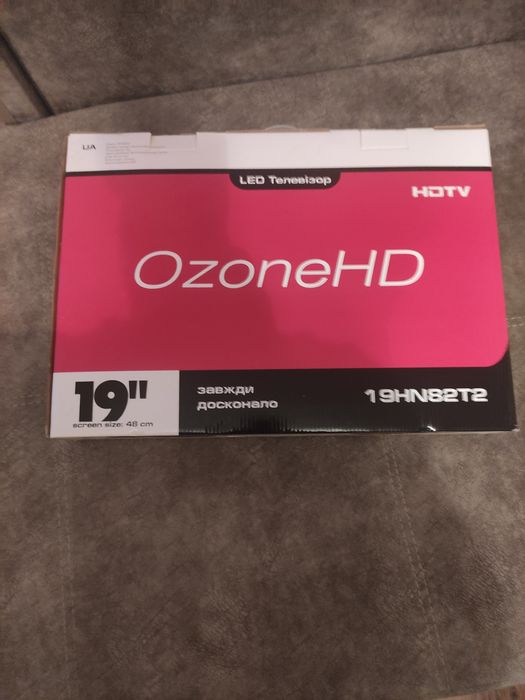 UA
LED Телевізор
HDTV
OzoneHD
19"
screen size: 48 cm
завжди
досконало
19HN82T2